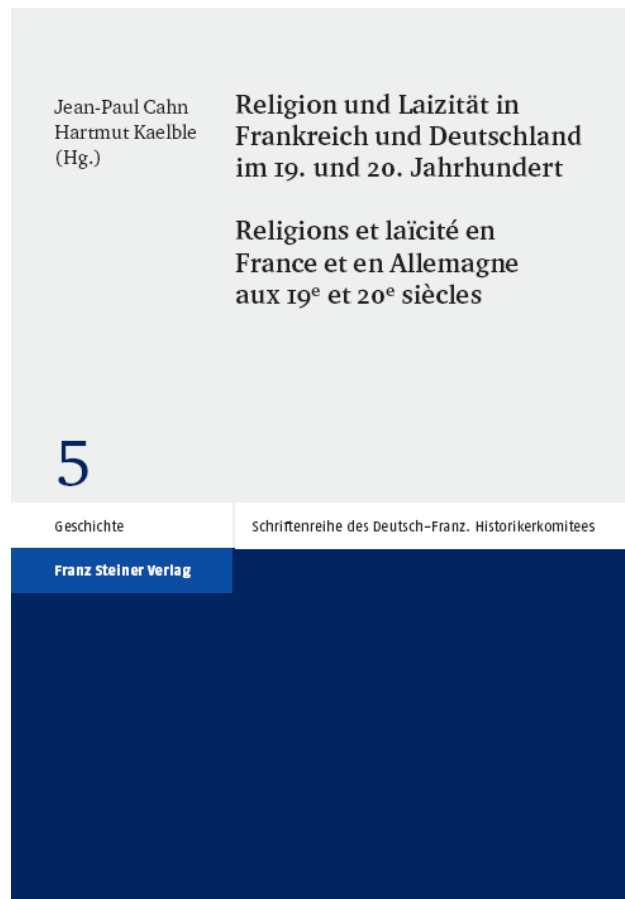 Jean-Paul Cahn
Hartmut Kaelble
(Hg.)
Religion und Laizität in
Frankreich und Deutschland
im 19. und 20. Jahrhundert
Religions et laïcité en
France et en Allemagne
aux 19e et 20e siècles
5
Geschichte
Schriftenreihe des Deutsch-Franz. Historikerkomitees
Franz Steiner Verlag